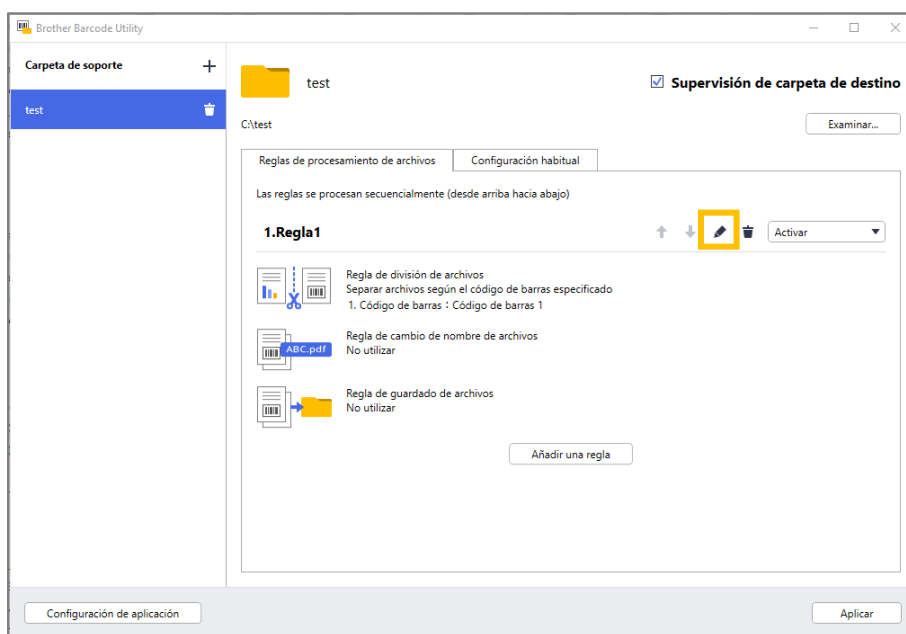 Brother Barcode Utility
Carpeta de soporte
test
test
Supervisión de carpeta de destino
C:\test
Examinar...
Reglas de procesamiento de archivos
Configuración habitual
Las reglas se procesan secuencialmente (desde arriba hacia abajo)
1.Regla1
Activar
Regla de división de archivos
Separar archivos según el código de barras especificado
1. Código de barras : Código de barras 1
Regla de cambio de nombre de archivos
ABC.pdf
No utilizar
Regla de guardado de archivos
No utilizar
Añadir una regla
Configuración de aplicación
Aplicar